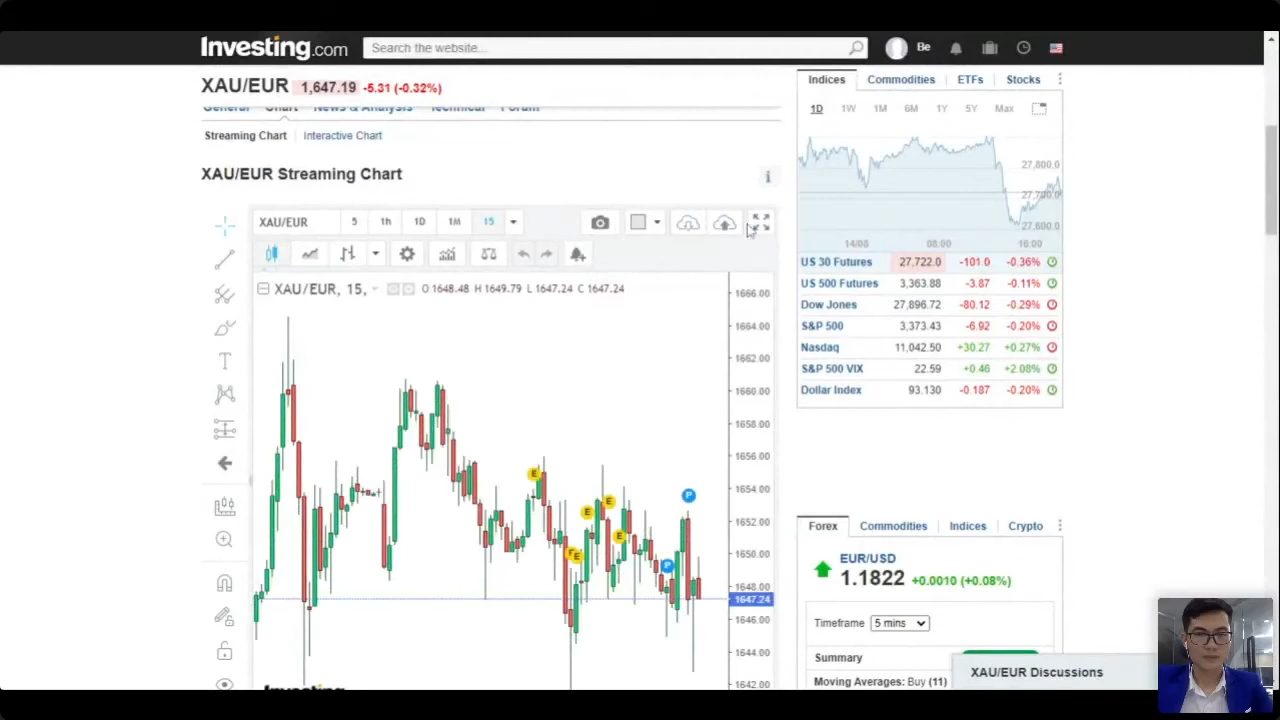 Investing.com
Search the website...
Be
XAU/EUR 1,647.19 -5.31 (-0.32%)
General Chart News & Analysis Technical Forum
Streaming Chart Interactive Chart
XAU/EUR Streaming Chart
XAU/EUR 5 1h 1D 1M 15
XAU/EUR, 15, O 1648.48 H 1649.79 L 1647.24 C 1647.24
1666.00
1664.00
1662.00
1660.00
1658.00
1656.00
1654.00
1652.00
1650.00
1648.00
1647.24
1646.00
1644.00
1642.00
E
E
E
E
E
P
P
Investing
Indices Commodities ETFs Stocks
1D 1W 1M 6M 1Y 5Y Max
27,800.0
27,700.0
27,600.0
14/08 08:00 16:00
US 30 Futures 27,722.0 -101.0 -0.36%
US 500 Futures 3,363.88 -3.87 -0.11%
Dow Jones 27,896.72 -80.12 -0.29%
S&P 500 3,373.43 -6.92 -0.20%
Nasdaq 11,042.50 +30.27 +0.27%
S&P 500 VIX 22.59 +0.46 +2.08%
Dollar Index 93.130 -0.187 -0.20%
Forex Commodities Indices Crypto
EUR/USD
1.1822 +0.0010 (+0.08%)
Timeframe 5 mins
Summary
Moving Averages: Buy (11)
XAU/EUR Discussions